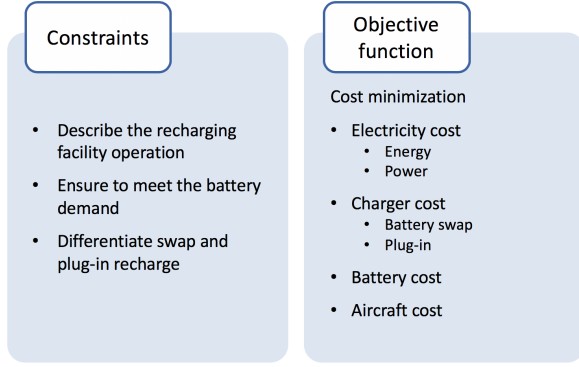 Constraints
• Describe the recharging
facility operation
• Ensure to meet the battery
demand
• Differentiate swap and
plug-in recharge
Objective
function
Cost minimization
• Electricity cost
• Energy
• Power
• Charger cost
• Battery swap
• Plug-in
• Battery cost
• Aircraft cost